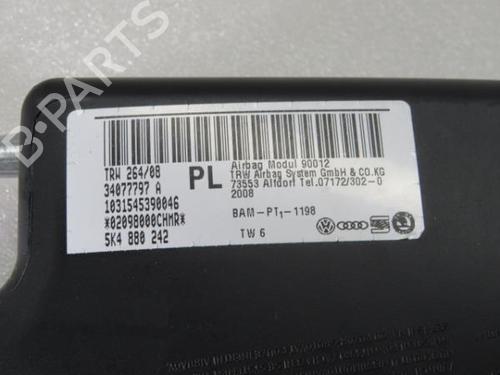 B-PARTS
TRW 264/08
34077797 A
1031545390046
*02098000CHMR*
5K4 880 242
PL
Airbag Modul 90012
TRW Airbag System GmbH & CO.KG
73553 Alfdorf Tel.07172/302-0
2008
BAM-PT₁-1198
TW 6